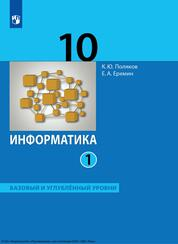 10
К. Ю. Поляков
Е. А. Еремин
ИНФОРМАТИКА
1
БАЗОВЫЙ И УГЛУБЛЁННЫЙ УРОВНИ